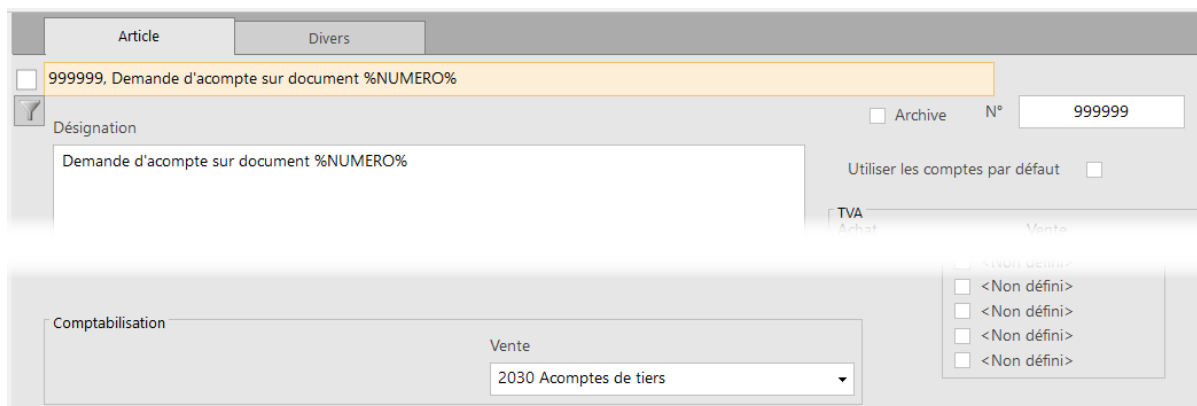 Article
Divers
999999, Demande d'acompte sur document %NUMERO%
Archive
N°
999999
Désignation
Demande d'acompte sur document %NUMERO%
Utiliser les comptes par défaut
TVA
Achat
Vente
<Non défini>
<Non défini>
<Non défini>
<Non défini>
<Non défini>
Comptabilisation
Vente
2030 Acomptes de tiers